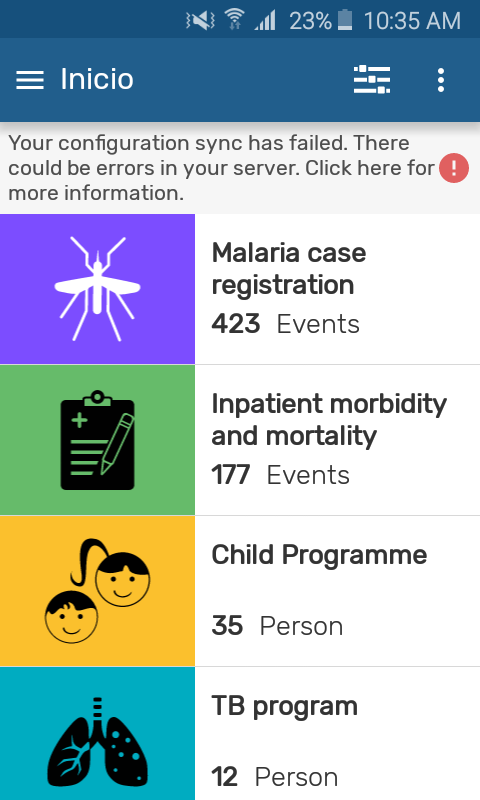 23% 10:35 AM
Inicio
Your configuration sync has failed. There
could be errors in your server. Click here for
more information.
Malaria case
registration
423 Events
Inpatient morbidity
and mortality
177 Events
Child Programme
35 Person
TB program
12 Person